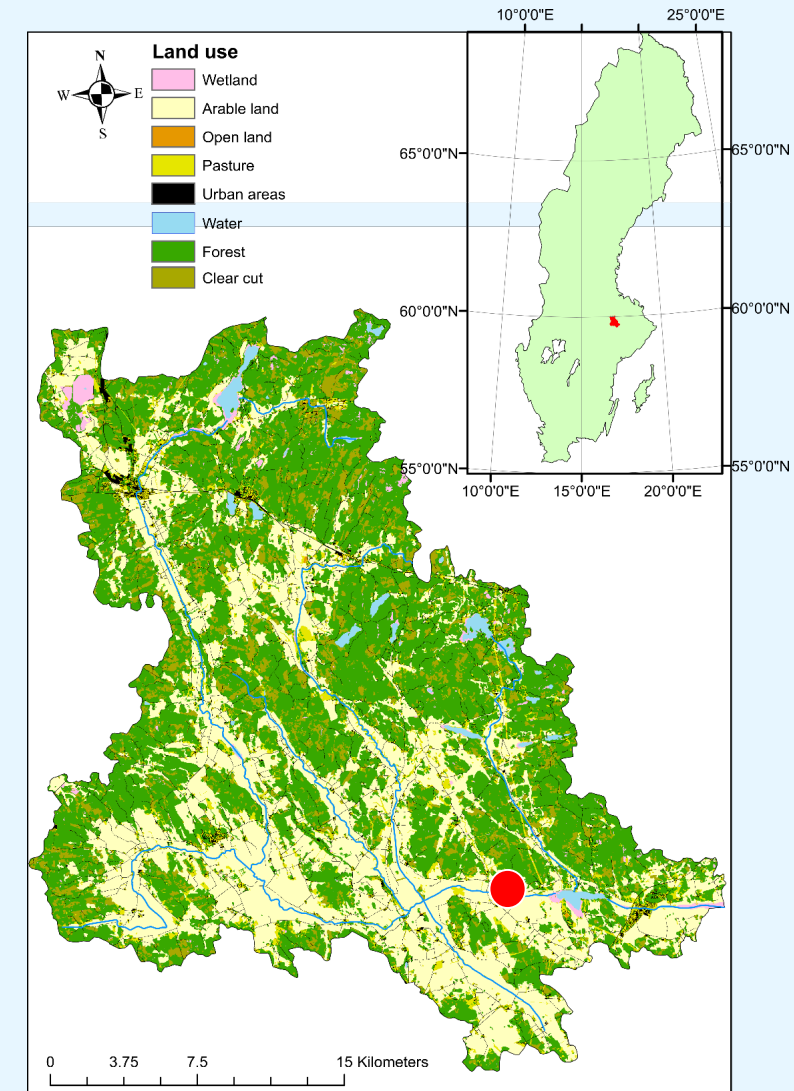 10°0'0"E 25°0'0"E
Land use
N
W E
S
Wetland
Arable land
Open land
Pasture
Urban areas
Water
Forest
Clear cut
65°0'0"N 65°0'0"N
60°0'0"N 60°0'0"N
55°0'0"N 55°0'0"N
10°0'0"E 15°0'0"E 20°0'0"E
0 3.75 7.5 15 Kilometers